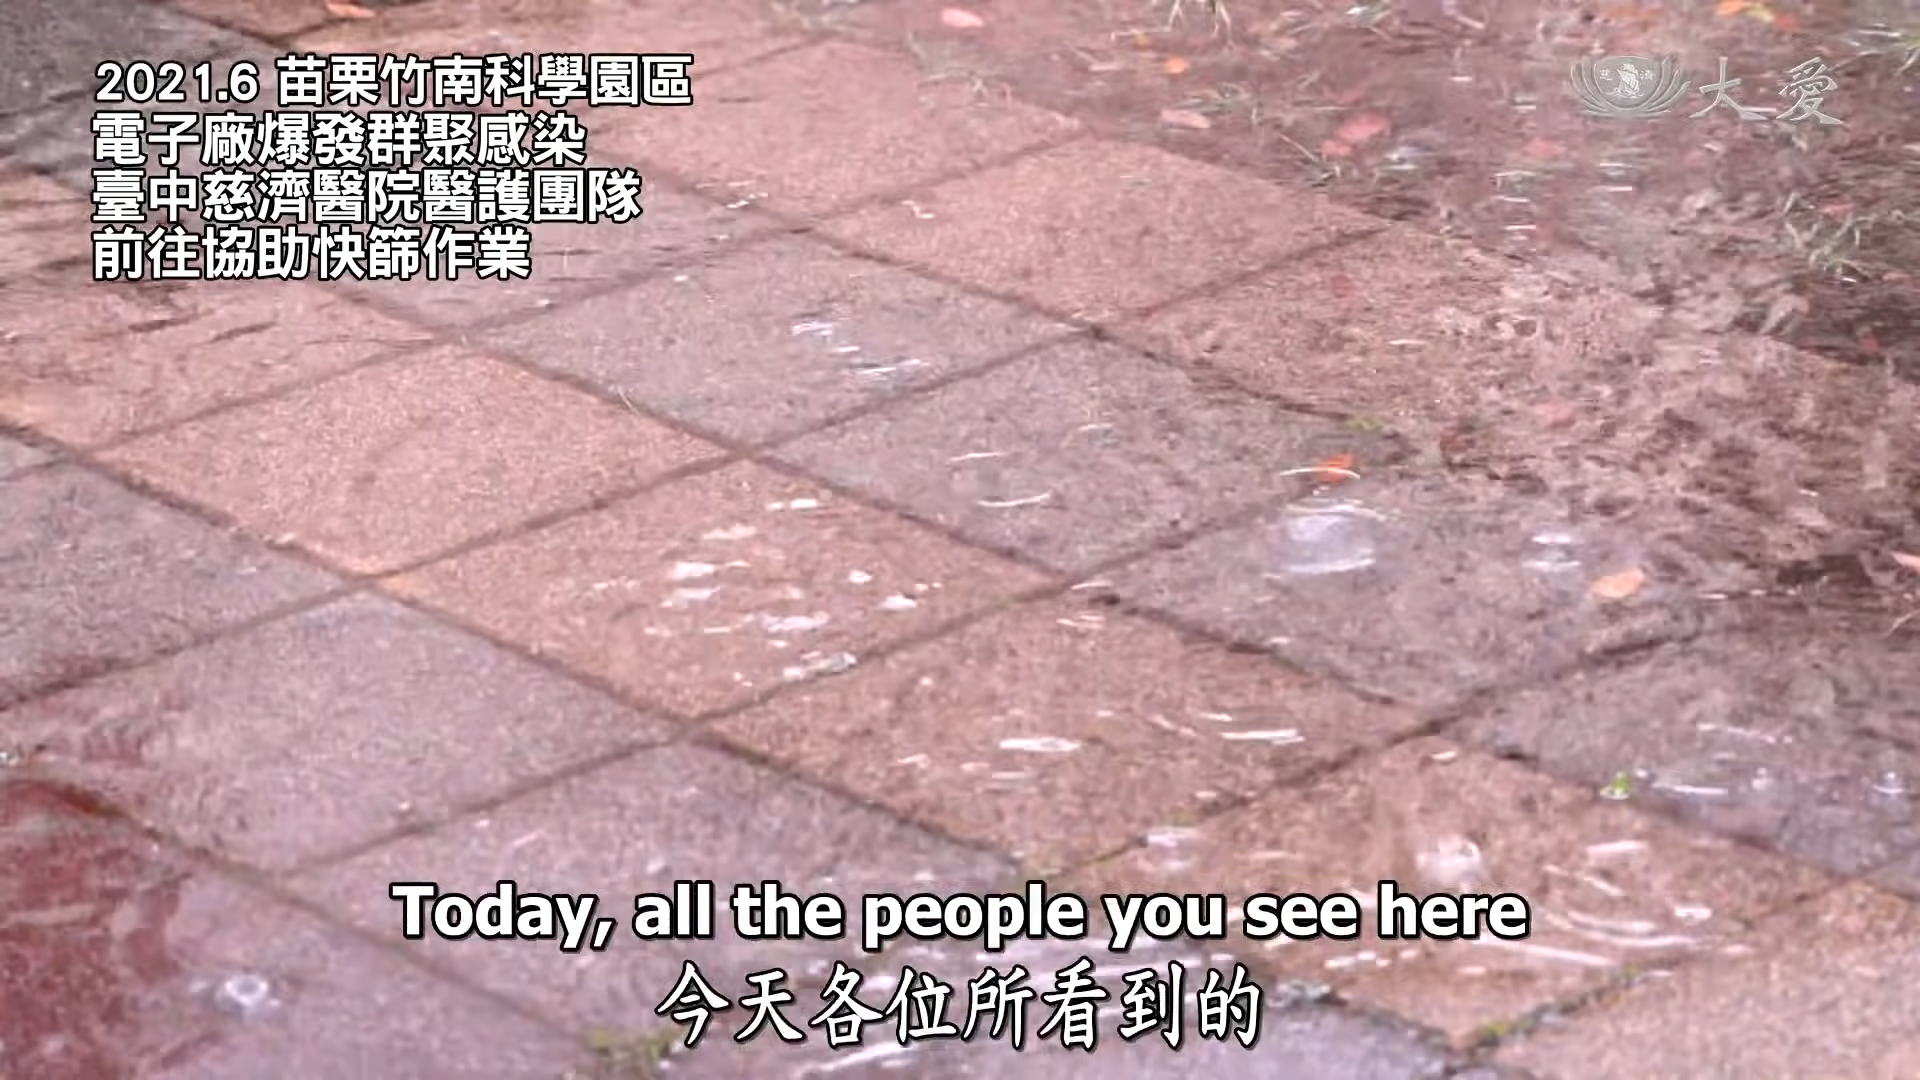 2021.6 苗栗竹南科學園區
電子廠爆發群聚感染
臺中慈濟醫院醫護團隊
前往協助快篩作業
大愛
Today, all the people you see here
今天各位所看到的